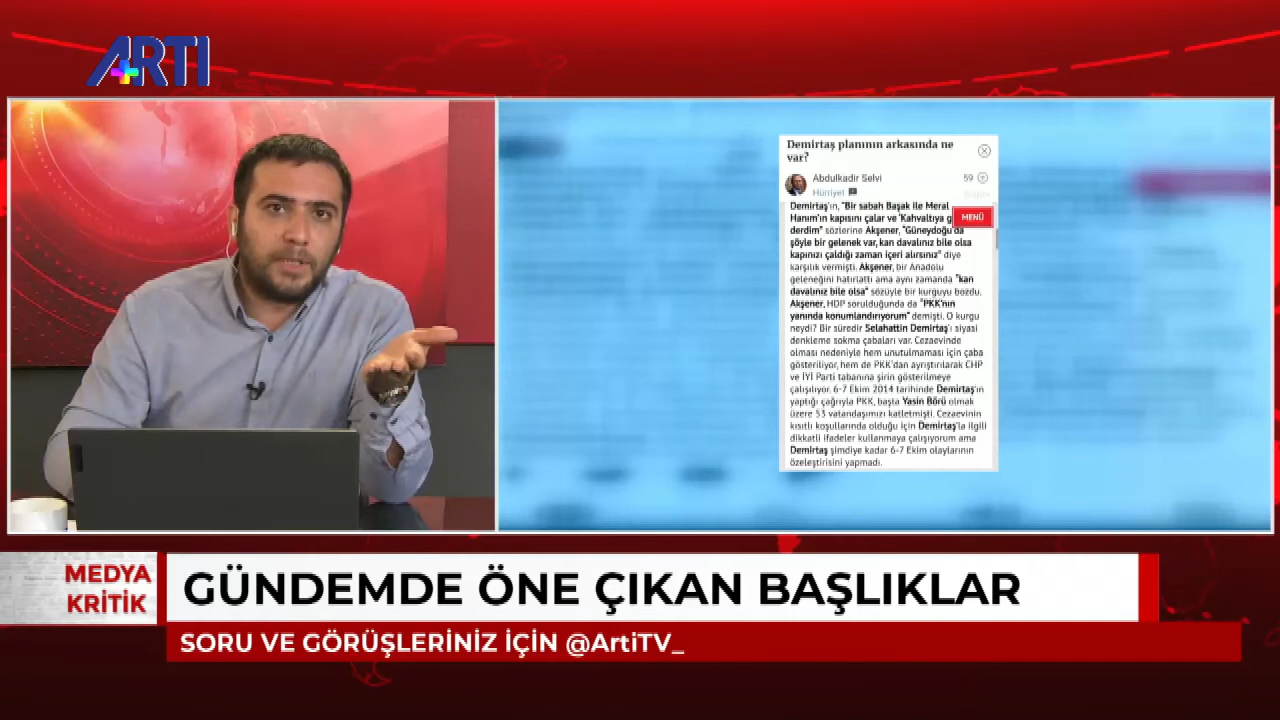 ARTI
Demirtaş planının arkasında ne
var?
Abdulkadir Selvi
59
Hürriyet
MENÜ
Demirtaş'ın, "Bir sabah Başak ile Meral
Hanım'ın kapısını çalar ve 'Kahvaltıya g
derdim" sözlerine Akşener, "Güneydoğu'da
şöyle bir gelenek var, kan davalınız bile olsa
kapınızı çaldığı zaman içeri alırsınız" diye
karşılık vermişti. Akşener, bir Anadolu
geleneğini hatırlattı ama aynı zamanda "kan
davalınız bile olsa" sözüyle bir kurguyu bozdu.
Akşener, HDP sorulduğunda da "PKK'nın
yanında konumlandırıyorum" demişti. O kurgu
neydi? Bir süredir Selahattin Demirtaş'ı siyasi
denkleme sokma çabaları var. Cezaevinde
olması nedeniyle hem unutulmaması için çaba
gösteriliyor, hem de PKK'dan ayrıştırılarak CHP
ve İYİ Parti tabanına şirin gösterilmeye
çalışılıyor. 6-7 Ekim 2014 tarihinde Demirtaş'ın
yaptığı çağrıyla PKK, başta Yasin Börü olmak
üzere 53 vatandaşımızı katletmişti. Cezaevinin
kısıtlı koşullarında olduğu için Demirtaş'la ilgili
dikkatli ifadeler kullanmaya çalışıyorum ama
Demirtaş şimdiye kadar 6-7 Ekim olaylarının
özeleştirisini yapmadı.
MEDYA
KRİTİK
GÜNDEMDE ÖNE ÇIKAN BAŞLIKLAR
SORU VE GÖRÜŞLERİNİZ İÇİN @ArtiTV_